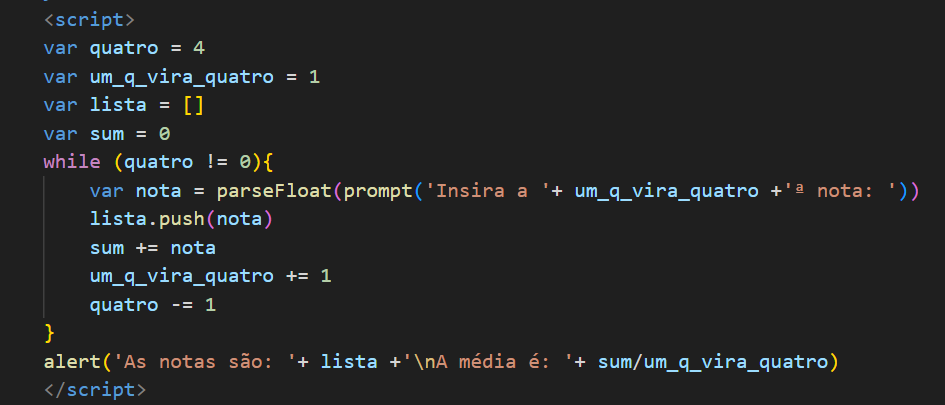 <script>
var quatro = 4
var um_q_vira_quatro = 1
var lista = []
var sum = 0
while (quatro != 0){
    var nota = parseFloat(prompt('Insira a '+ um_q_vira_quatro +'ª nota: '))
    lista.push(nota)
    sum += nota
    um_q_vira_quatro += 1
    quatro -= 1
}
alert('As notas são: '+ lista +'\nA média é: '+ sum/um_q_vira_quatro)
</script>